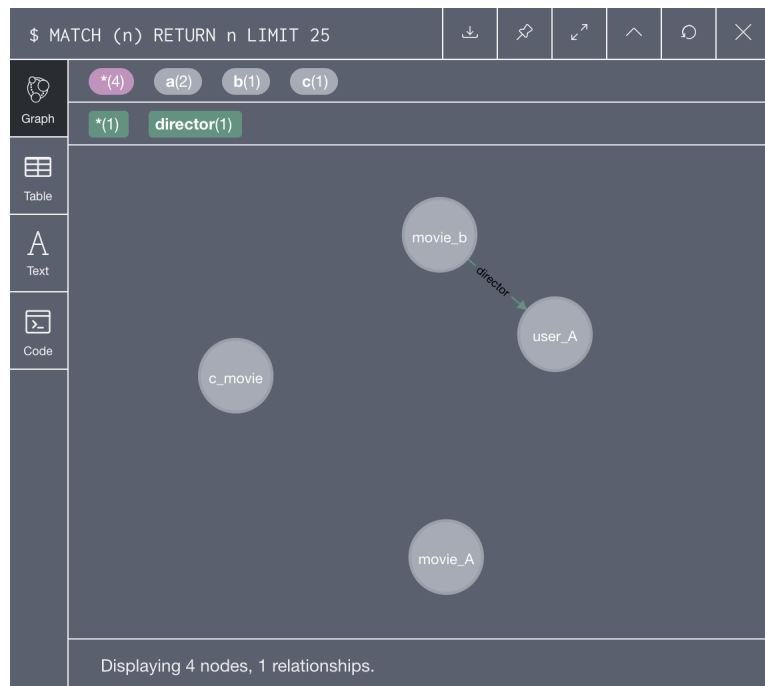 $ MATCH (n) RETURN n LIMIT 25
Graph
*(4) a(2) b(1) c(1)
*(1) director(1)
Table
Text
Code
movie_b
director
user_A
c_movie
movie_A
Displaying 4 nodes, 1 relationships.